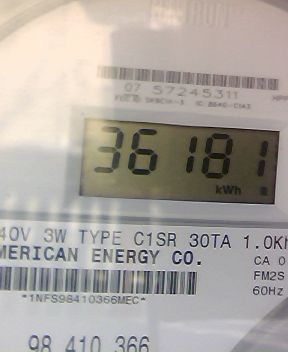 07 57245311
36181
kWh
40V 3W TYPE C1SR 30TA 1.0Kh
MERICAN ENERGY CO.
CA 0
FM2S
*1NFS98410366MEC*
60Hz
98 410 366